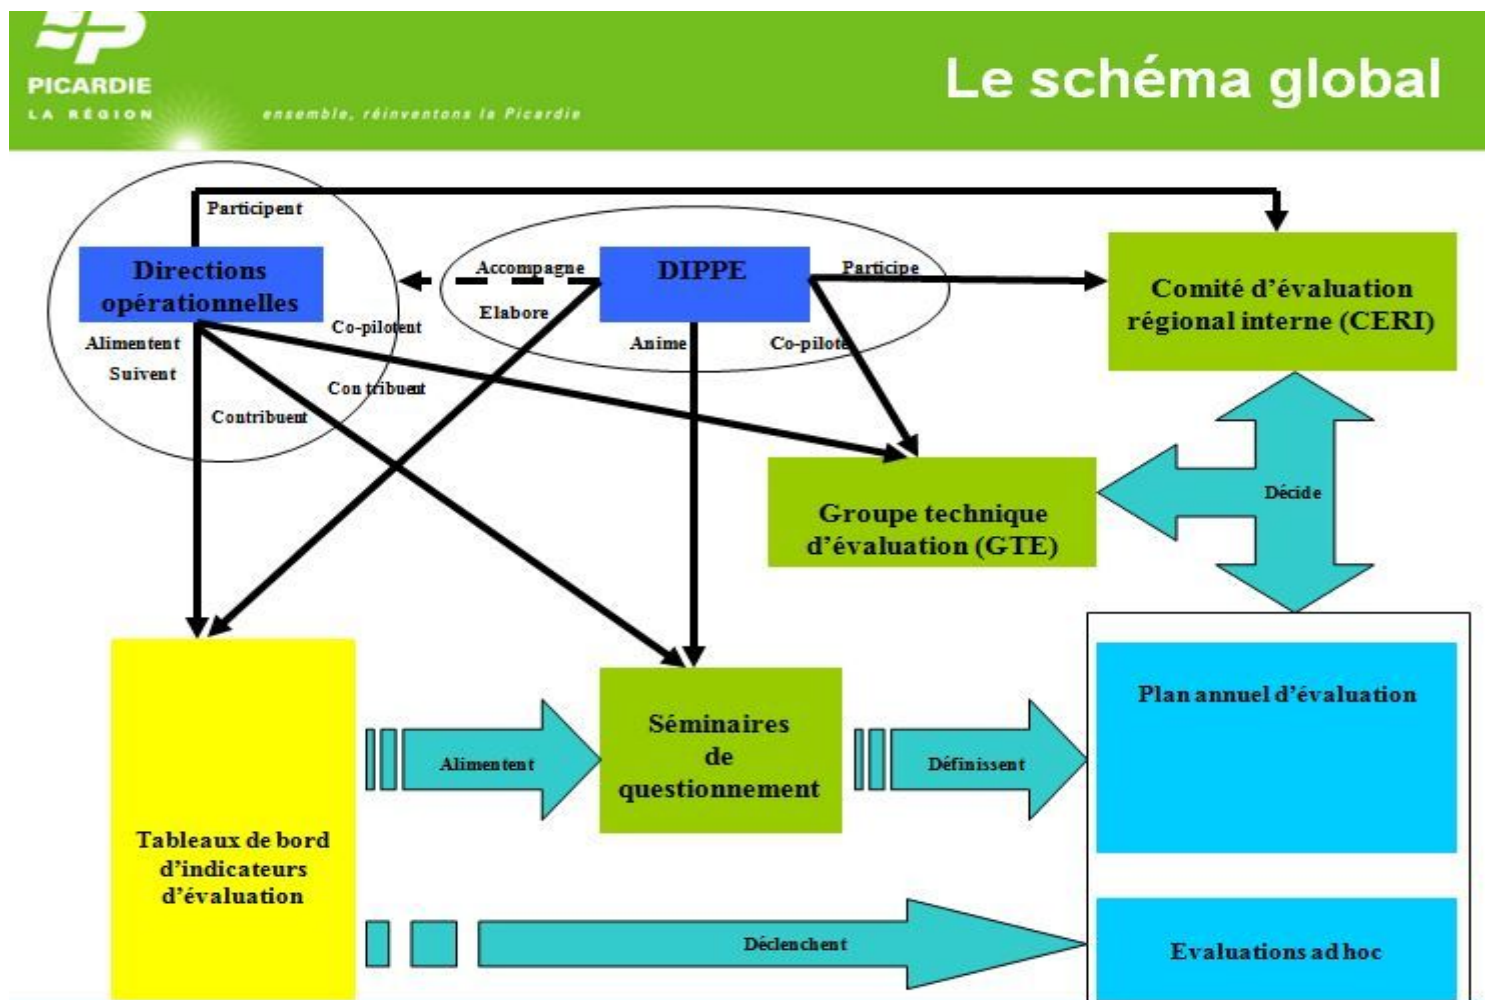 PICARDIE
LA RÉGION
ensemble, réinventons la Picardie
Le schéma global
Participent
Directions
opérationnelles
Accompagne
Elabore
DIPPE
Participe
Comité d’évaluation
régional interne (CERI)
Alimentent
Suivent
Co-pilotent
Contribuent
Contribuent
Anime
Co-pilote
Groupe technique
d’évaluation (GTE)
Décide
Tableaux de bord
d’indicateurs
d’évaluation
Alimentent
Séminaires
de
questionnement
Définissent
Plan annuel d’évaluation
Déclenchent
Evaluations ad hoc